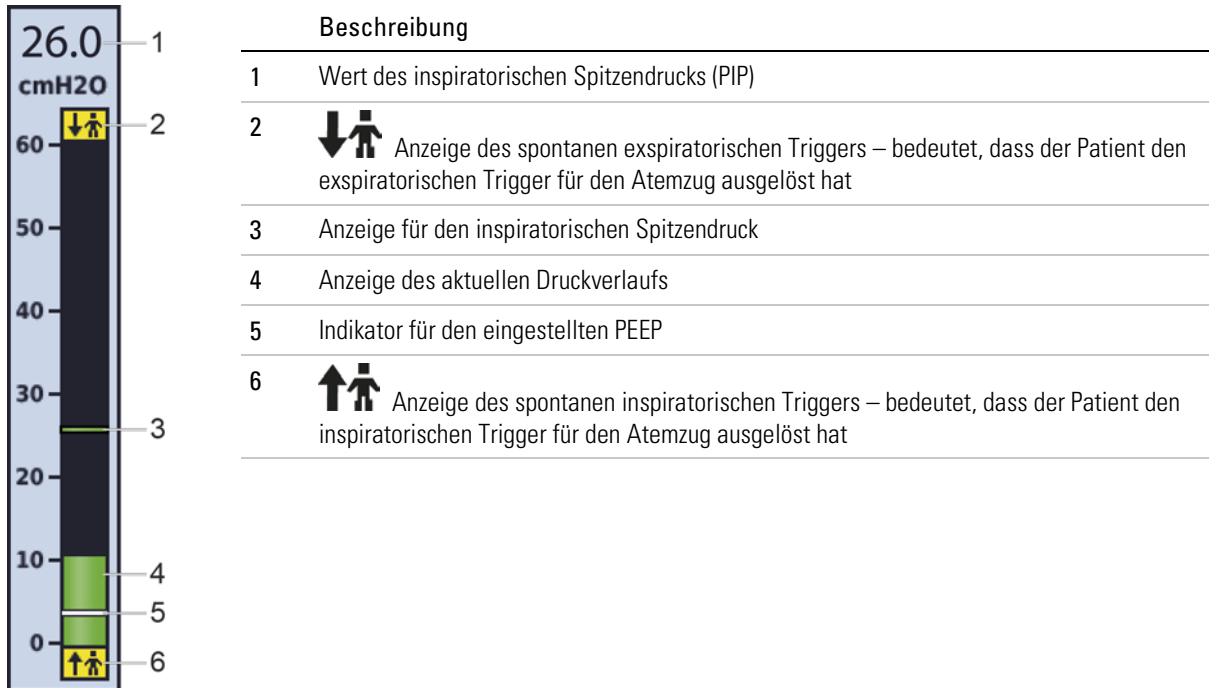 26.0
cmH2O
60
50
40
30
20
10
0
1
2
3
4
5
6
Beschreibung
1 Wert des inspiratorischen Spitzendrucks (PIP)
2 Anzeige des spontanen exspiratorischen Triggers – bedeutet, dass der Patient den
exspiratorischen Trigger für den Atemzug ausgelöst hat
3 Anzeige für den inspiratorischen Spitzendruck
4 Anzeige des aktuellen Druckverlaufs
5 Indikator für den eingestellten PEEP
6 Anzeige des spontanen inspiratorischen Triggers – bedeutet, dass der Patient den
inspiratorischen Trigger für den Atemzug ausgelöst hat